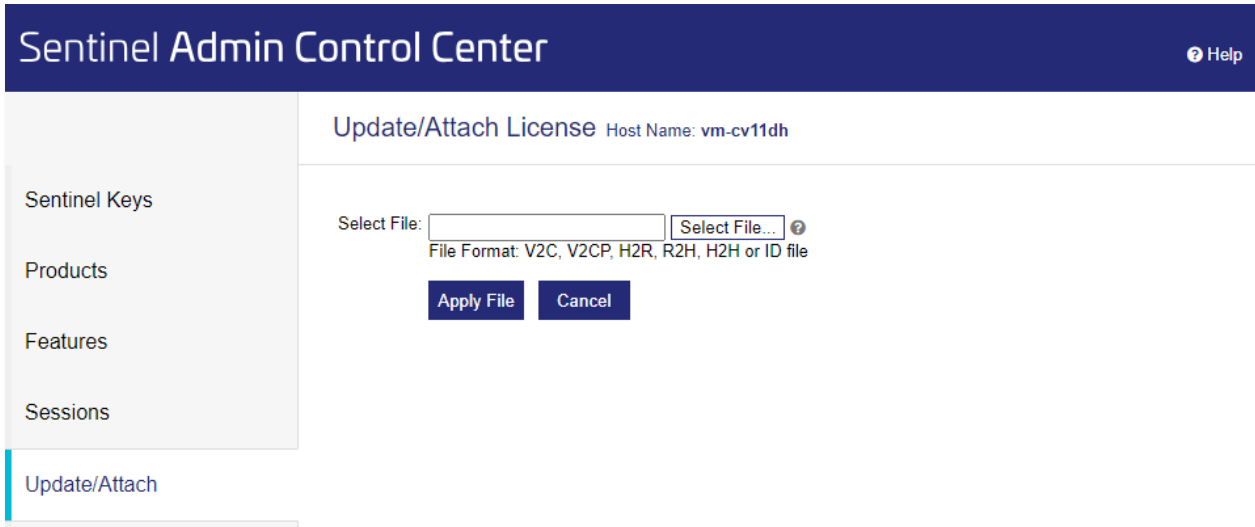 Sentinel Admin Control Center
Help
Update/Attach License Host Name: vm-cv11dh
Sentinel Keys
Products
Features
Sessions
Update/Attach
Select File: Select File...
File Format: V2C, V2CP, H2R, R2H, H2H or ID file
Apply File Cancel